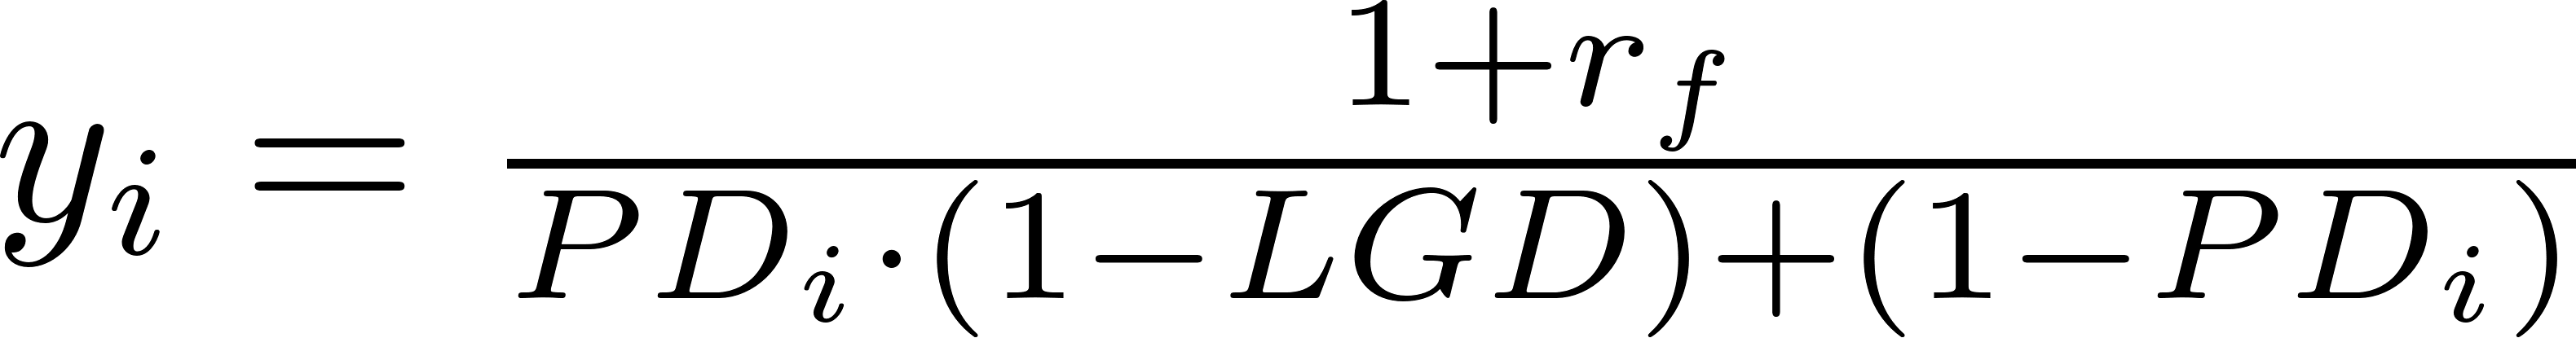 y_i = \frac{1+r_f}{PD_i \cdot (1-LGD)+(1-PD_i)}